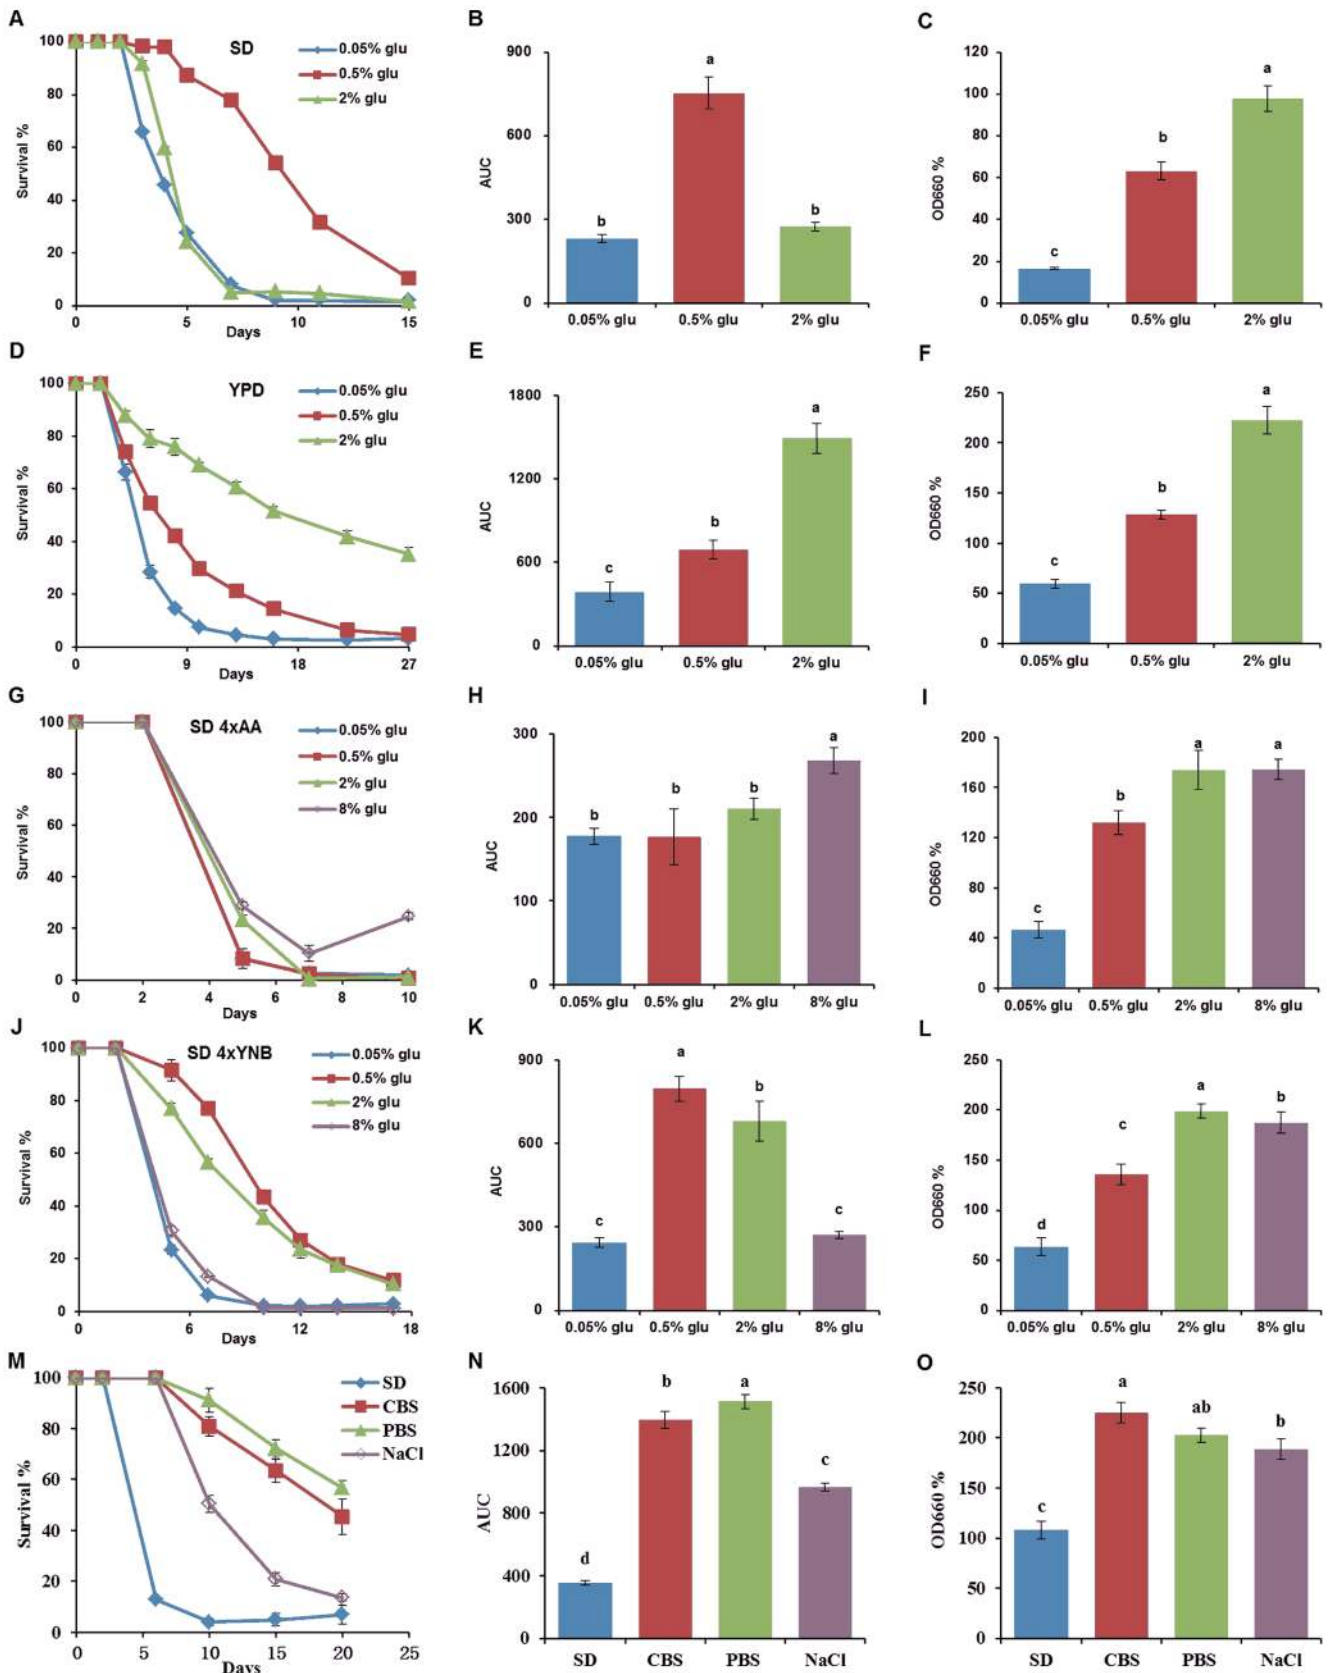 A
SD
0.05% glu
0.5% glu
2% glu
Survival %
100
80
60
40
20
0
0
5
10
15
Days
B
AUC
900
600
300
0
b
a
b
0.05% glu
0.5% glu
2% glu
C
OD660 %
120
100
80
60
40
20
0
c
b
a
0.05% glu
0.5% glu
2% glu
D
YPD
0.05% glu
0.5% glu
2% glu
Survival %
100
80
60
40
20
0
0
9
18
27
Days
E
AUC
1800
1200
600
0
c
b
a
0.05% glu
0.5% glu
2% glu
F
OD660 %
250
200
150
100
50
0
c
b
a
0.05% glu
0.5% glu
2% glu
G
SD 4xAA
0.05% glu
0.5% glu
2% glu
8% glu
Survival %
100
80
60
40
20
0
0
2
4
6
8
10
Days
H
AUC
300
200
100
0
b
b
b
a
0.05% glu
0.5% glu
2% glu
8% glu
I
OD660 %
200
160
120
80
40
0
c
b
a
a
0.05% glu
0.5% glu
2% glu
8% glu
J
SD 4xYNB
0.05% glu
0.5% glu
2% glu
8% glu
Survival %
100
80
60
40
20
0
0
6
12
18
Days
K
AUC
900
600
300
0
c
a
b
c
0.05% glu
0.5% glu
2% glu
8% glu
L
OD660 %
250
200
150
100
50
0
d
c
a
b
0.05% glu
0.5% glu
2% glu
8% glu
M
SD
CBS
PBS
NaCl
Survival %
100
80
60
40
20
0
0
5
10
15
20
25
Days
N
AUC
1600
1200
800
400
0
d
b
a
c
SD
CBS
PBS
NaCl
O
OD660 %
250
200
150
100
50
0
c
a
ab
b
SD
CBS
PBS
NaCl